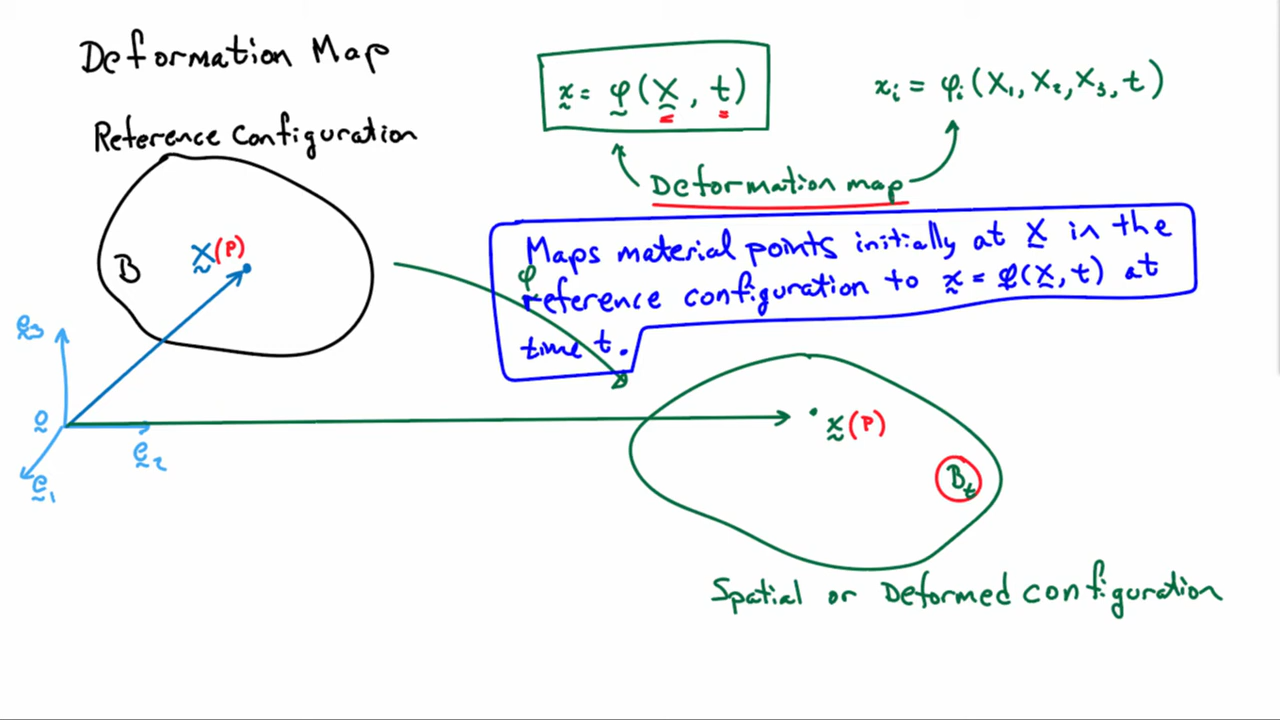 Deformation Map
x = φ(X, t)
xᵢ = φᵢ(X₁, X₂, X₃, t)
Reference Configuration
Deformation map
Maps material points initially at X in the
reference configuration to x = φ(X, t) at
time t.
X(P)
B
φ
e₃
o
e₂
e₁
x(P)
Bₜ
Spatial or Deformed configuration